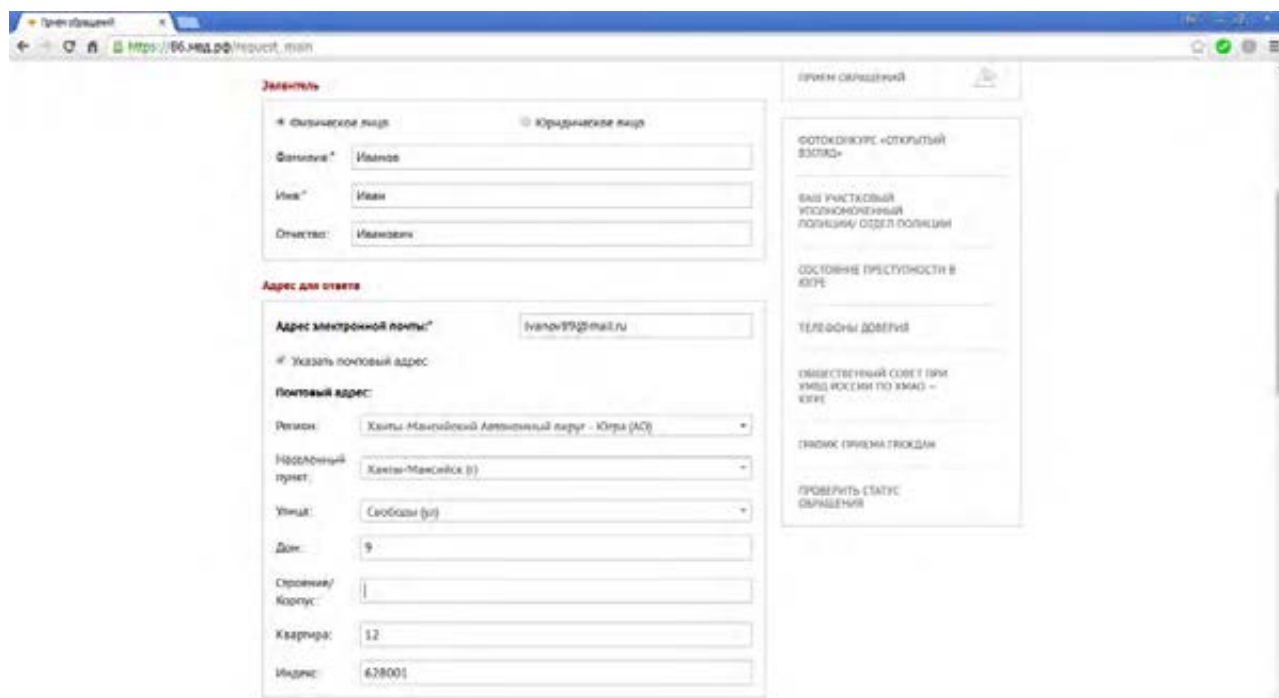 Прием обращений
https://86.мвд.рф/request_main
Заявитель
Физическое лицо
Юридическое лицо
Фамилия:*
Иванов
Имя:*
Иван
Отчество:
Иванович
Адрес для ответа
Адрес электронной почты:*
ivanov89@mail.ru
Указать почтовый адрес
Почтовый адрес:
Регион:
Ханты-Мансийский Автономный округ - Югра (АО)
Населенный
пункт:
Ханты-Мансийск (г)
Улица:
Свободы (ул)
Дом:
9
Строение/
Корпус:
Квартира:
12
Индекс:
628001
ПРИЕМ ОБРАЩЕНИЙ
ФОТОКОНКУРС «ОТКРЫТЫЙ
ВЗГЛЯД»
ВАШ УЧАСТКОВЫЙ
УПОЛНОМОЧЕННЫЙ
ПОЛИЦИИ/ ОТДЕЛ ПОЛИЦИИ
СОСТОЯНИЕ ПРЕСТУПНОСТИ В
ЮГРЕ
ТЕЛЕФОНЫ ДОВЕРИЯ
ОБЩЕСТВЕННЫЙ СОВЕТ ПРИ
УМВД РОССИИ ПО ХМАО –
ЮГРЕ
ГРАФИК ПРИЕМА ГРАЖДАН
ПРОВЕРИТЬ СТАТУС
ОБРАЩЕНИЯ